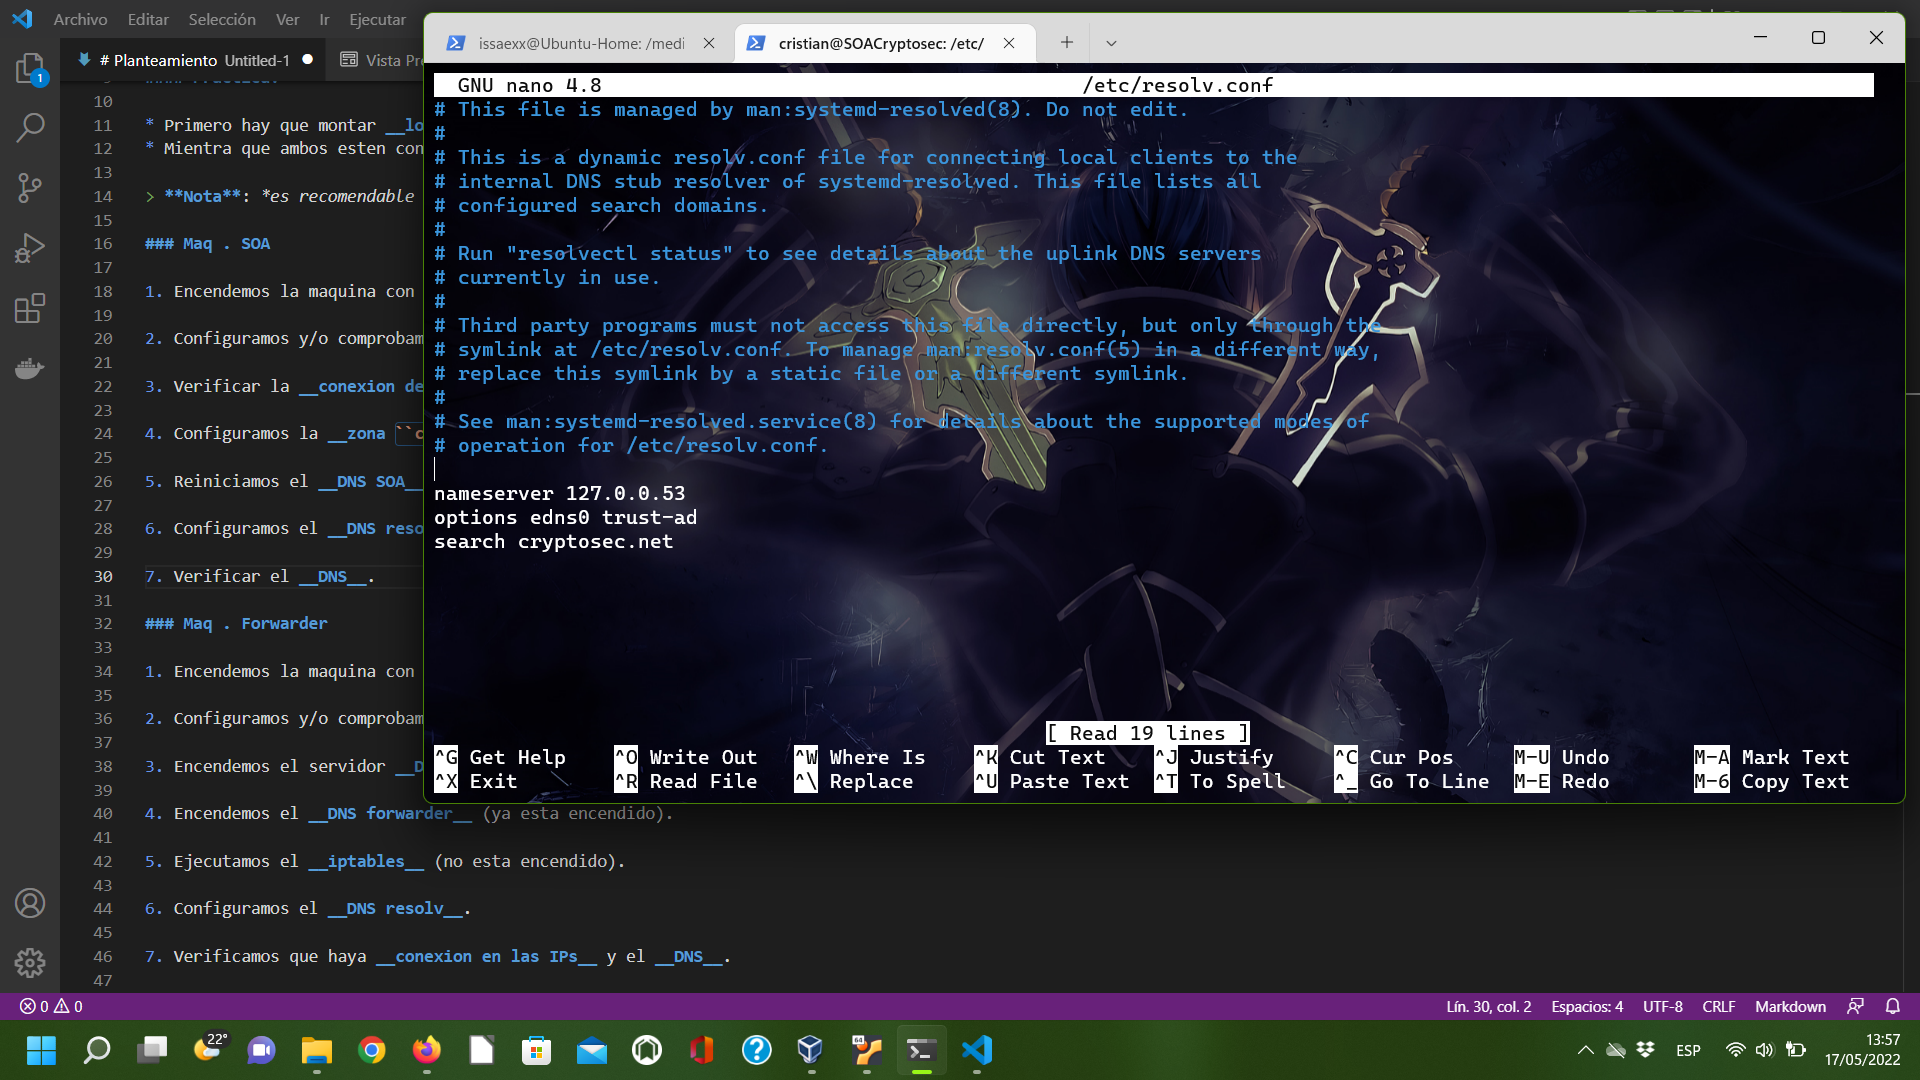 Archivo Editar Selección Ver Ir Ejecutar
# Planteamiento Untitled-1
Vista Pr
10
11 * Primero hay que montar __lo
12 * Mientra que ambos esten con
13
14 > **Nota**: *es recomendable
15
16 ### Maq . SOA
17
18 1. Encendemos la maquina con
19
20 2. Configuramos y/o comprobam
21
22 3. Verificar la __conexion de
23
24 4. Configuramos la __zona ``c
25
26 5. Reiniciamos el __DNS SOA__
27
28 6. Configuramos el __DNS reso
29
30 7. Verificar el __DNS__.
31
32 ### Maq . Forwarder
33
34 1. Encendemos la maquina con
35
36 2. Configuramos y/o comprobam
37
38 3. Encendemos el servidor __D
39
40 4. Encendemos el __DNS forwarder__ (ya esta encendido).
41
42 5. Ejecutamos el __iptables__ (no esta encendido).
43
44 6. Configuramos el __DNS resolv__.
45
46 7. Verificamos que haya __conexion en las IPs__ y el __DNS__.
47
issaexx@Ubuntu-Home: /medi
cristian@SOACryptosec: /etc/
GNU nano 4.8 /etc/resolv.conf
# This file is managed by man:systemd-resolved(8). Do not edit.
#
# This is a dynamic resolv.conf file for connecting local clients to the
# internal DNS stub resolver of systemd-resolved. This file lists all
# configured search domains.
#
# Run "resolvectl status" to see details about the uplink DNS servers
# currently in use.
#
# Third party programs must not access this file directly, but only through the
# symlink at /etc/resolv.conf. To manage man:resolv.conf(5) in a different way,
# replace this symlink by a static file or a different symlink.
#
# See man:systemd-resolved.service(8) for details about the supported modes of
# operation for /etc/resolv.conf.
nameserver 127.0.0.53
options edns0 trust-ad
search cryptosec.net
[ Read 19 lines ]
^G Get Help ^O Write Out ^W Where Is ^K Cut Text ^J Justify ^C Cur Pos M-U Undo M-A Mark Text
^X Exit ^R Read File ^\ Replace ^U Paste Text ^T To Spell ^_ Go To Line M-E Redo M-6 Copy Text
0 0
Lín. 30, col. 2 Espacios: 4 UTF-8 CRLF Markdown
1
22°
64
ESP
13:57
17/05/2022